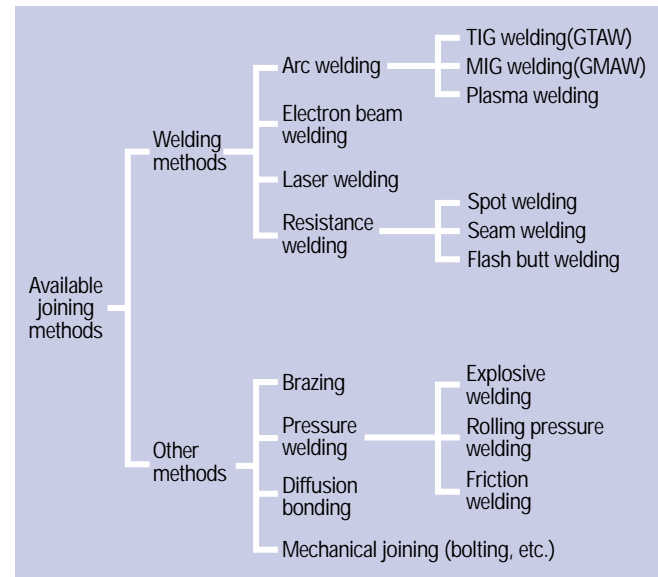 Available
joining
methods
Welding
methods
Arc welding
TIG welding(GTAW)
MIG welding(GMAW)
Plasma welding
Electron beam
welding
Laser welding
Resistance
welding
Spot welding
Seam welding
Flash butt welding
Other
methods
Brazing
Pressure
welding
Explosive
welding
Rolling pressure
welding
Friction
welding
Diffusion
bonding
Mechanical joining (bolting, etc.)